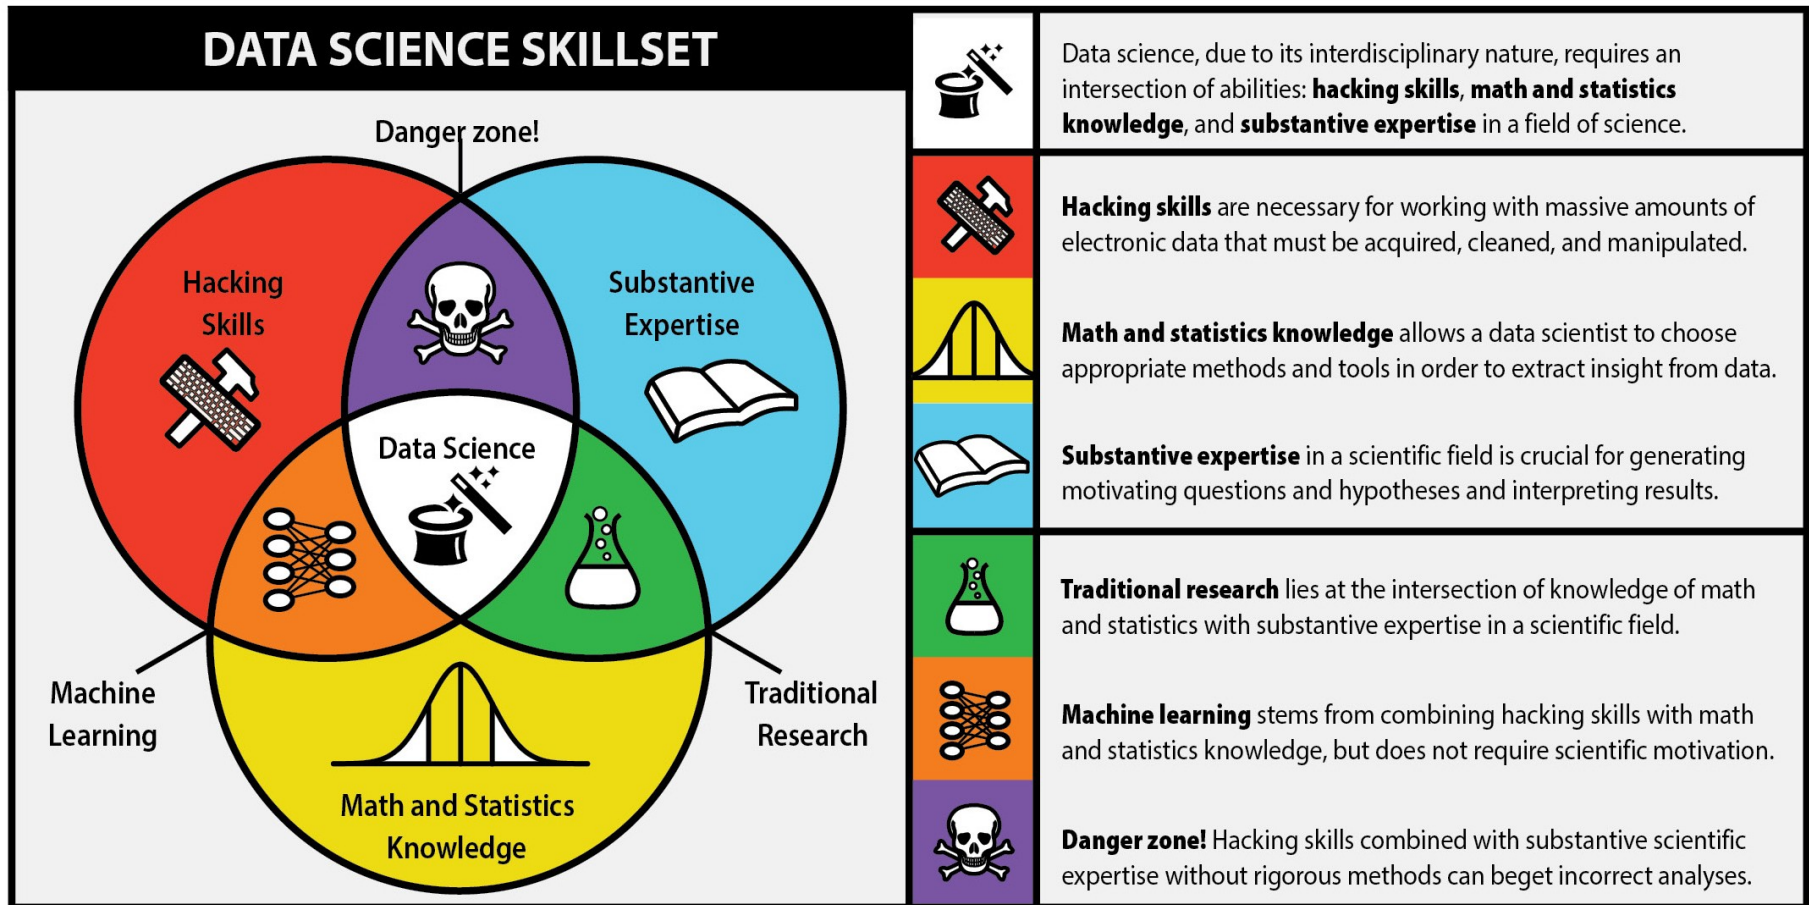 DATA SCIENCE SKILLSET
Danger zone!
Hacking
Skills
Substantive
Expertise
Data Science
Machine
Learning
Traditional
Research
Math and Statistics
Knowledge
Data science, due to its interdisciplinary nature, requires an
intersection of abilities: hacking skills, math and statistics
knowledge, and substantive expertise in a field of science.
Hacking skills are necessary for working with massive amounts of
electronic data that must be acquired, cleaned, and manipulated.
Math and statistics knowledge allows a data scientist to choose
appropriate methods and tools in order to extract insight from data.
Substantive expertise in a scientific field is crucial for generating
motivating questions and hypotheses and interpreting results.
Traditional research lies at the intersection of knowledge of math
and statistics with substantive expertise in a scientific field.
Machine learning stems from combining hacking skills with math
and statistics knowledge, but does not require scientific motivation.
Danger zone! Hacking skills combined with substantive scientific
expertise without rigorous methods can beget incorrect analyses.